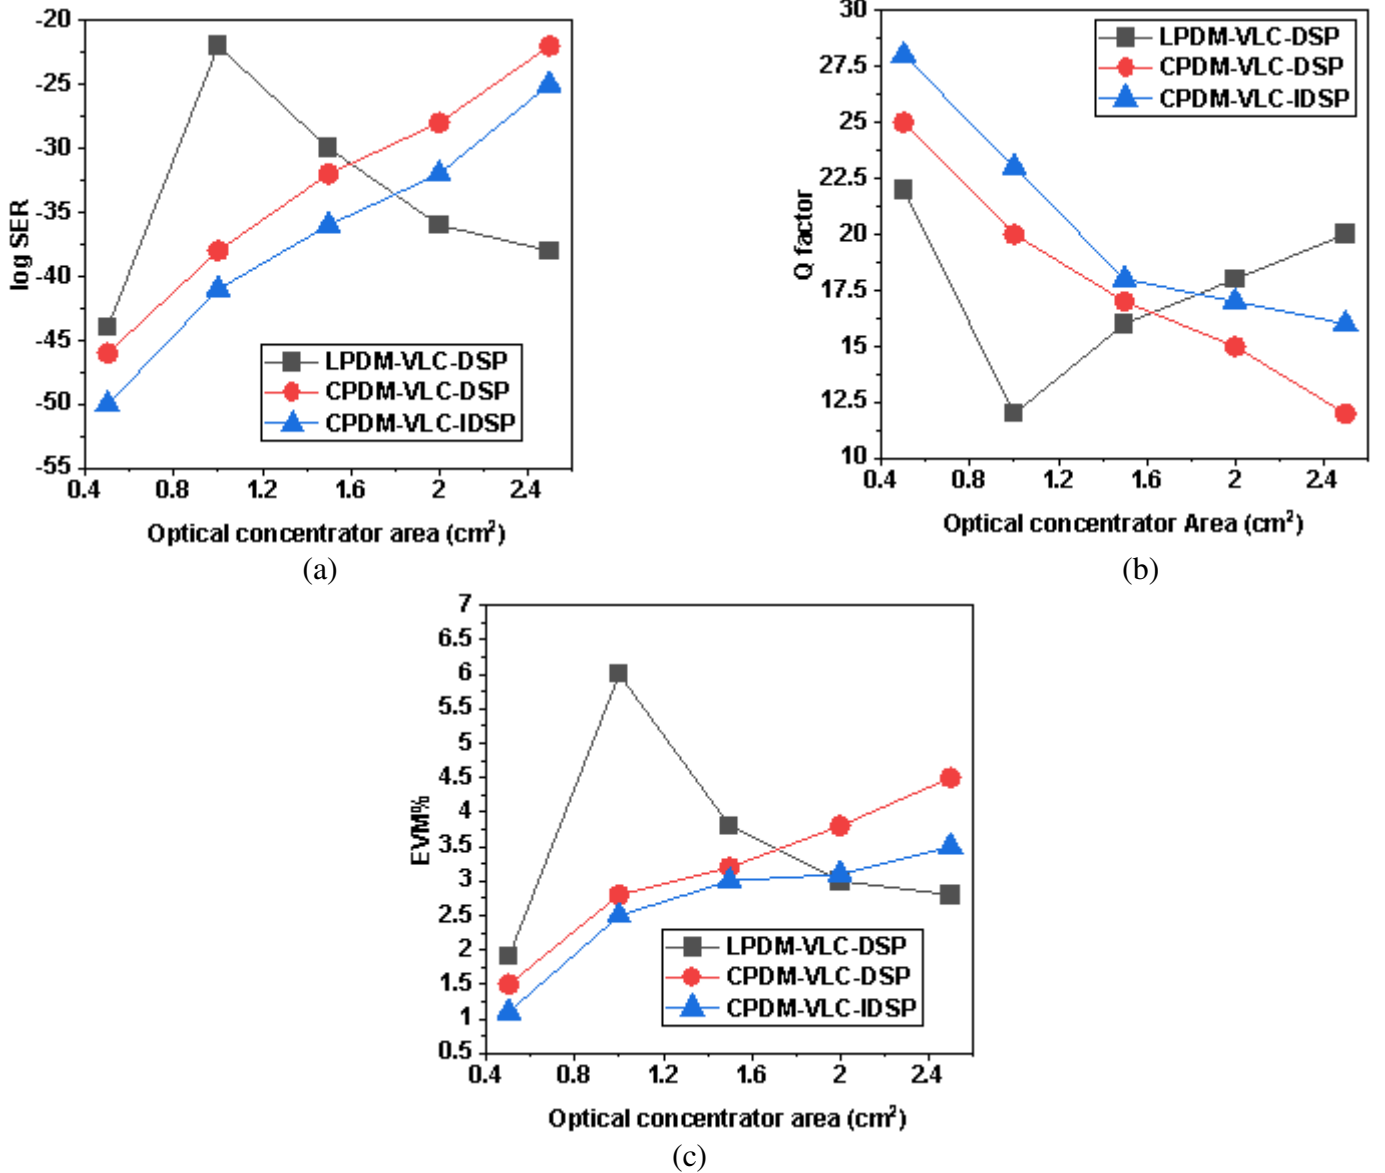 -20
-25
-30
-35
-40
-45
-50
-55
log SER
LPDM-VLC-DSP
CPDM-VLC-DSP
CPDM-VLC-IDSP
0.4 0.8 1.2 1.6 2 2.4
Optical concentrator area (cm²)
(a)
30
27.5
25
22.5
20
17.5
15
12.5
10
Q factor
LPDM-VLC-DSP
CPDM-VLC-DSP
CPDM-VLC-IDSP
0.4 0.8 1.2 1.6 2 2.4
Optical concentrator Area (cm²)
(b)
7
6.5
6
5.5
5
4.5
4
3.5
3
2.5
2
1.5
1
0.5
EVM%
LPDM-VLC-DSP
CPDM-VLC-DSP
CPDM-VLC-IDSP
0.4 0.8 1.2 1.6 2 2.4
Optical concentrator area (cm²)
(c)